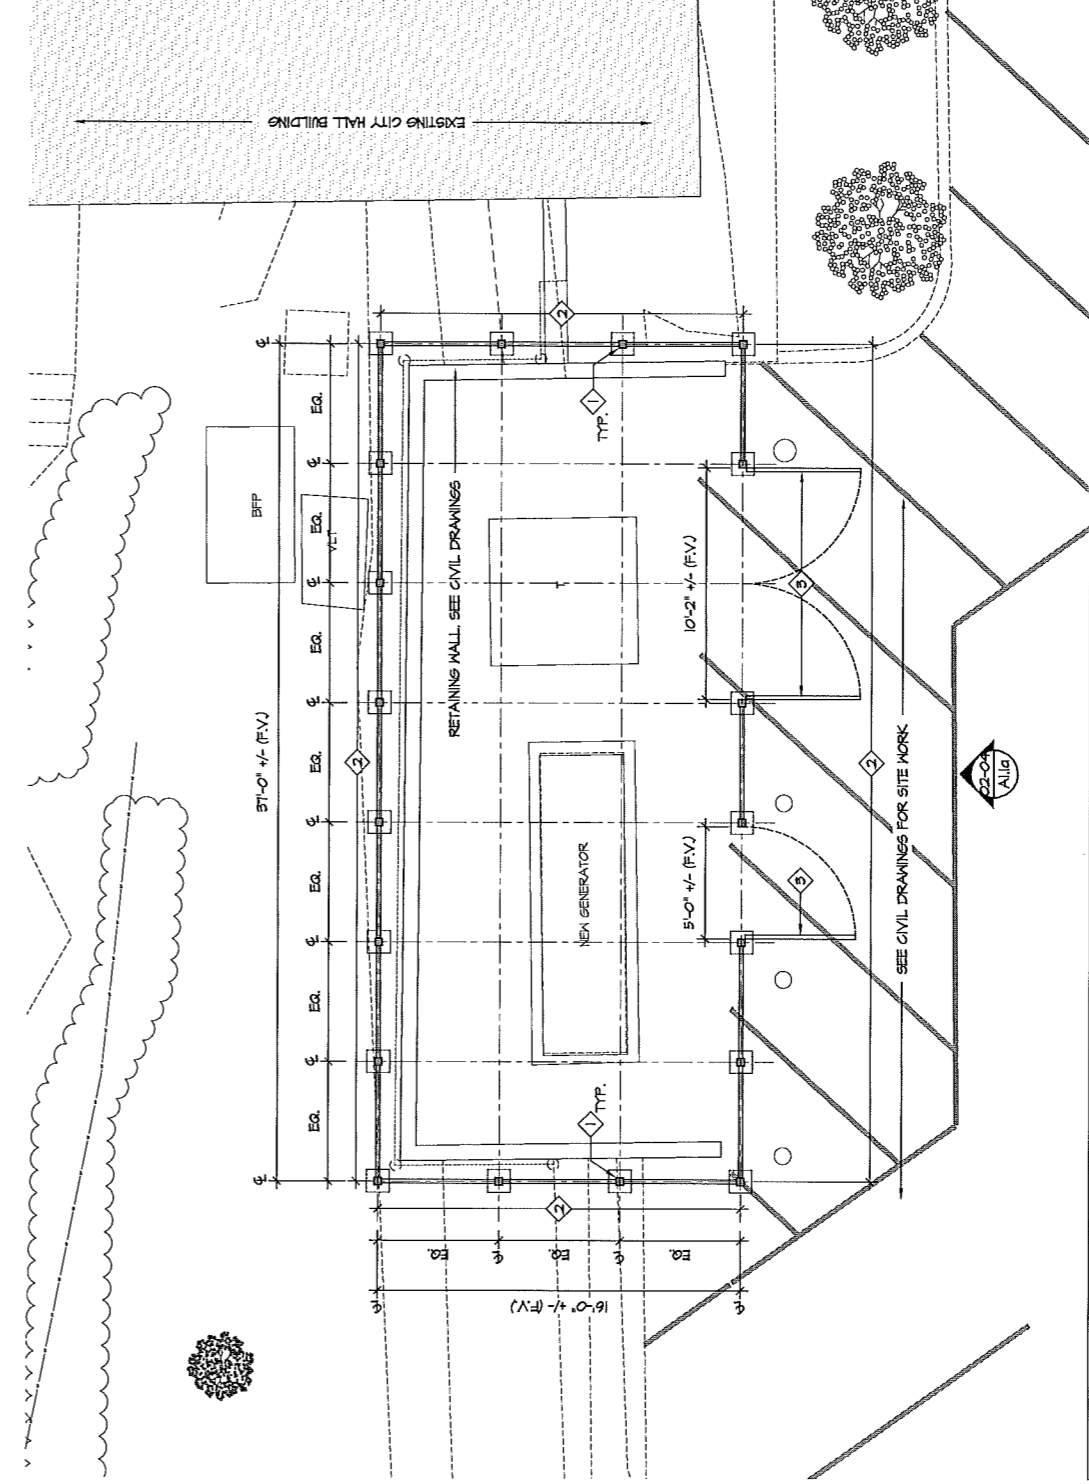 EXISTING CITY HALL BUILDING
BFP
VLT
37'-0" +/- (F.V.)
℄
EQ.
℄
EQ.
℄
EQ.
℄
EQ.
℄
EQ.
℄
EQ.
℄
EQ.
℄
2
2
2
2
1
TYP.
1
TYP.
RETAINING WALL, SEE CIVIL DRAWINGS
T
NEW GENERATOR
10'-2" +/- (F.V.)
5'-0" +/- (F.V.)
3
3
SEE CIVIL DRAWINGS FOR SITE WORK
02-04
A1.1a
℄
EQ.
℄
EQ.
℄
EQ.
℄
16'-0" +/- (F.V.)